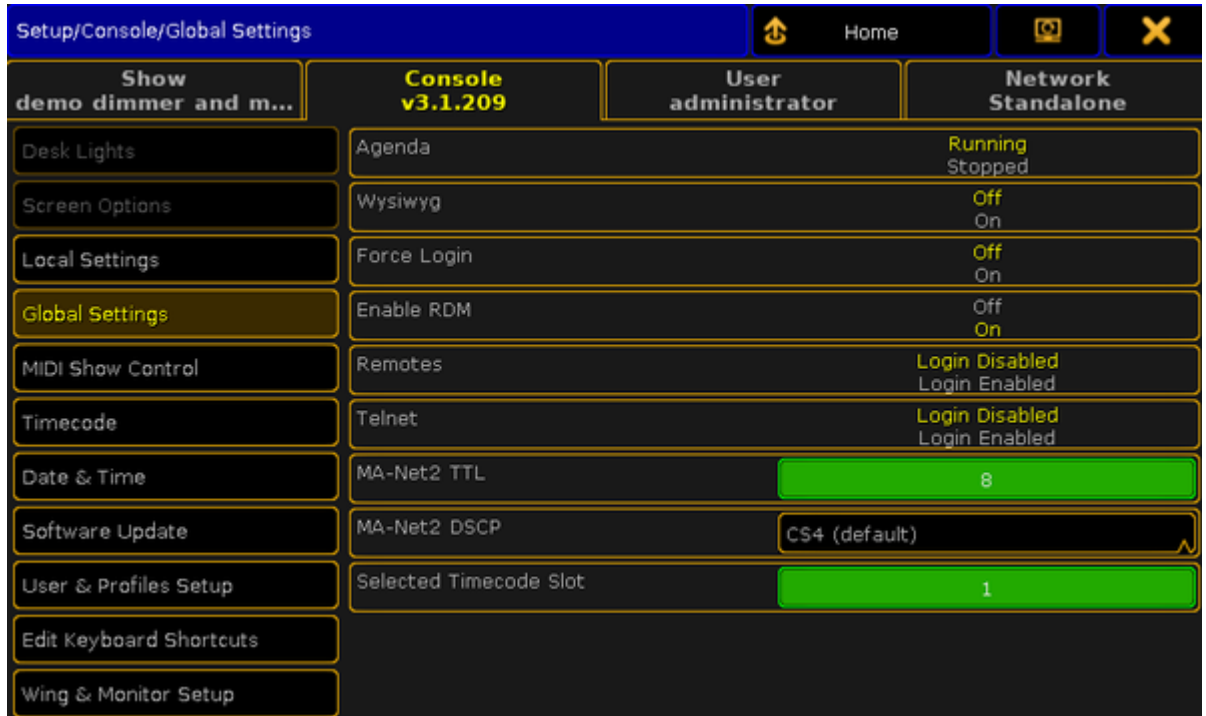 Setup/Console/Global Settings
Home
Show
demo dimmer and m...
Console
v3.1.209
User
administrator
Network
Standalone
Desk Lights
Screen Options
Local Settings
Global Settings
MIDI Show Control
Timecode
Date & Time
Software Update
User & Profiles Setup
Edit Keyboard Shortcuts
Wing & Monitor Setup
Agenda
Running
Stopped
Wysiwyg
Off
On
Force Login
Off
On
Enable RDM
Off
On
Remotes
Login Disabled
Login Enabled
Telnet
Login Disabled
Login Enabled
MA-Net2 TTL
8
MA-Net2 DSCP
CS4 (default)
Selected Timecode Slot
1